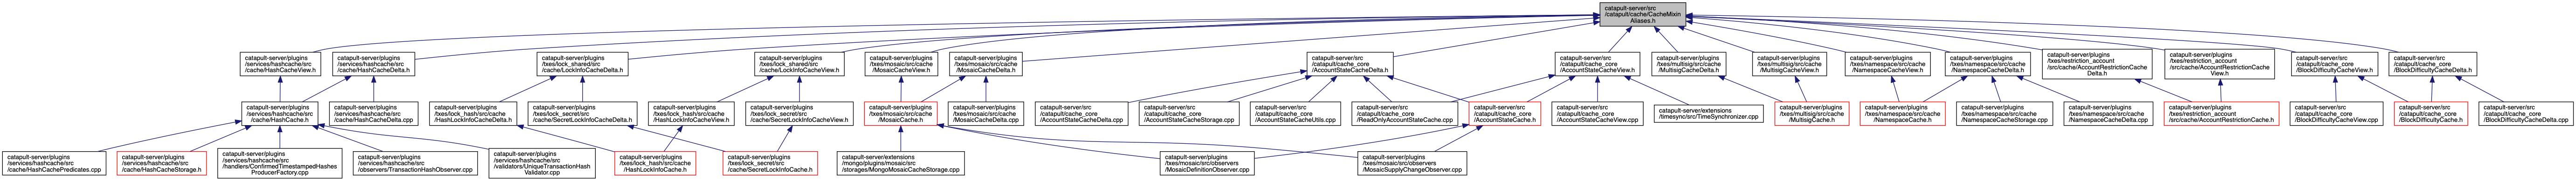 catapult-server/src
/catapult/cache/CacheMixin
Aliases.h
catapult-server/plugins
/services/hashcache/src
/cache/HashCacheView.h
catapult-server/plugins
/services/hashcache/src
/cache/HashCacheDelta.h
catapult-server/plugins
/txes/lock_shared/src
/cache/LockInfoCacheDelta.h
catapult-server/plugins
/txes/lock_shared/src
/cache/LockInfoCacheView.h
catapult-server/plugins
/txes/mosaic/src/cache
/MosaicCacheView.h
catapult-server/plugins
/txes/mosaic/src/cache
/MosaicCacheDelta.h
catapult-server/src
/catapult/cache_core
/AccountStateCacheDelta.h
catapult-server/src
/catapult/cache_core
/AccountStateCacheView.h
catapult-server/plugins
/txes/multisig/src/cache
/MultisigCacheDelta.h
catapult-server/plugins
/txes/multisig/src/cache
/MultisigCacheView.h
catapult-server/plugins
/txes/namespace/src/cache
/NamespaceCacheView.h
catapult-server/plugins
/txes/namespace/src/cache
/NamespaceCacheDelta.h
catapult-server/plugins
/txes/restriction_account
/src/cache/AccountRestrictionCache
Delta.h
catapult-server/plugins
/txes/restriction_account
/src/cache/AccountRestrictionCache
View.h
catapult-server/src
/catapult/cache_core
/BlockDifficultyCacheView.h
catapult-server/src
/catapult/cache_core
/BlockDifficultyCacheDelta.h
catapult-server/plugins
/services/hashcache/src
/cache/HashCache.h
catapult-server/plugins
/services/hashcache/src
/cache/HashCacheDelta.cpp
catapult-server/plugins
/txes/lock_hash/src/cache
/HashLockInfoCacheDelta.h
catapult-server/plugins
/txes/lock_secret/src
/cache/SecretLockInfoCacheDelta.h
catapult-server/plugins
/txes/lock_hash/src/cache
/HashLockInfoCacheView.h
catapult-server/plugins
/txes/lock_secret/src
/cache/SecretLockInfoCacheView.h
catapult-server/plugins
/txes/mosaic/src/cache
/MosaicCache.h
catapult-server/plugins
/txes/mosaic/src/cache
/MosaicCacheDelta.cpp
catapult-server/src
/catapult/cache_core
/AccountStateCacheDelta.cpp
catapult-server/src
/catapult/cache_core
/AccountStateCacheStorage.cpp
catapult-server/src
/catapult/cache_core
/AccountStateCacheUtils.cpp
catapult-server/src
/catapult/cache_core
/ReadOnlyAccountStateCache.cpp
catapult-server/src
/catapult/cache_core
/AccountStateCache.h
catapult-server/src
/catapult/cache_core
/AccountStateCacheView.cpp
catapult-server/extensions
/timesync/src/TimeSynchronizer.cpp
catapult-server/plugins
/txes/multisig/src/cache
/MultisigCache.h
catapult-server/plugins
/txes/namespace/src/cache
/NamespaceCache.h
catapult-server/plugins
/txes/namespace/src/cache
/NamespaceCacheStorage.cpp
catapult-server/plugins
/txes/namespace/src/cache
/NamespaceCacheDelta.cpp
catapult-server/plugins
/txes/restriction_account
/src/cache/AccountRestrictionCache.h
catapult-server/src
/catapult/cache_core
/BlockDifficultyCacheView.cpp
catapult-server/src
/catapult/cache_core
/BlockDifficultyCache.h
catapult-server/src
/catapult/cache_core
/BlockDifficultyCacheDelta.cpp
catapult-server/plugins
/services/hashcache/src
/cache/HashCachePredicates.cpp
catapult-server/plugins
/services/hashcache/src
/cache/HashCacheStorage.h
catapult-server/plugins
/services/hashcache/src
/handlers/ConfirmedTimestampedHashes
ProducerFactory.cpp
catapult-server/plugins
/services/hashcache/src
/observers/TransactionHashObserver.cpp
catapult-server/plugins
/services/hashcache/src
/validators/UniqueTransactionHash
Validator.cpp
catapult-server/plugins
/txes/lock_hash/src/cache
/HashLockInfoCache.h
catapult-server/plugins
/txes/lock_secret/src
/cache/SecretLockInfoCache.h
catapult-server/extensions
/mongo/plugins/mosaic/src
/storages/MongoMosaicCacheStorage.cpp
catapult-server/plugins
/txes/mosaic/src/observers
/MosaicDefinitionObserver.cpp
catapult-server/plugins
/txes/mosaic/src/observers
/MosaicSupplyChangeObserver.cpp